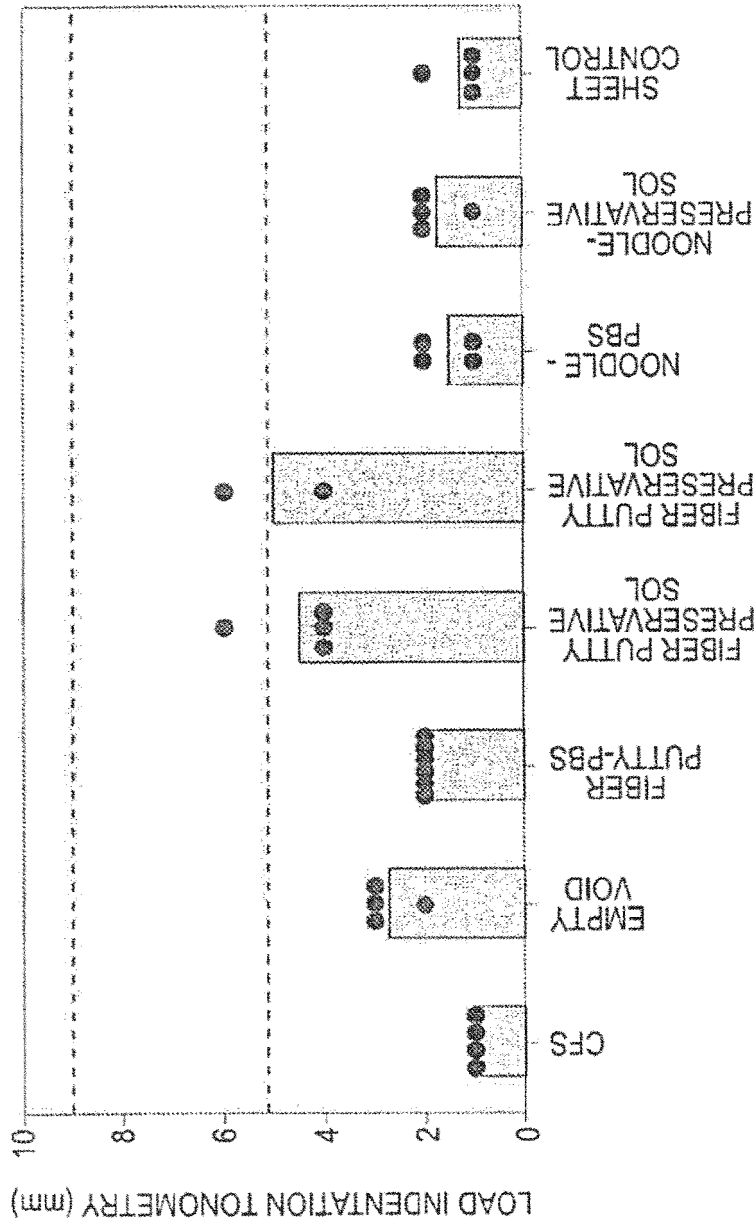 LOAD INDENTATION TONOMETRY (mm)
10
8
6
4
2
0
CFS
EMPTY
VOID
FIBER
PUTTY-PBS
FIBER PUTTY
PRESERVATIVE
SOL
FIBER PUTTY
PRESERVATIVE
SOL
NOODLE -
PBS
NOODLE-
PRESERVATIVE
SOL
SHEET
CONTROL